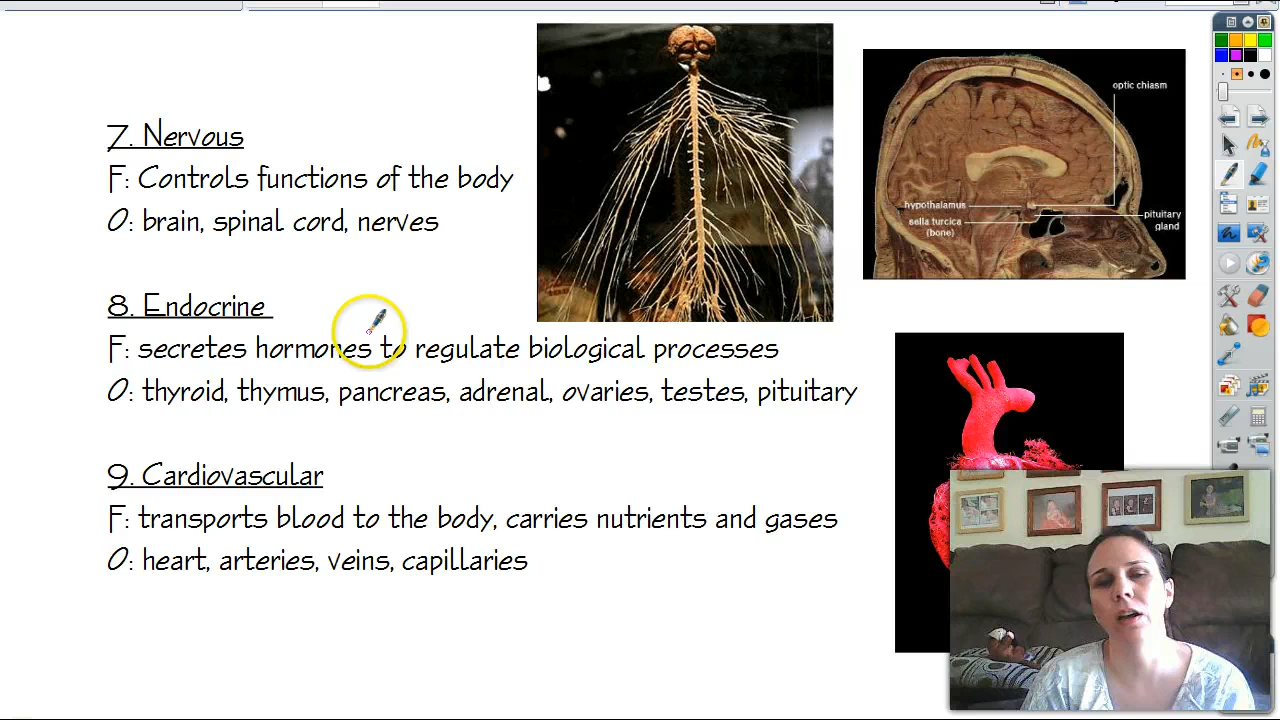 7. Nervous
F: Controls functions of the body
O: brain, spinal cord, nerves
8. Endocrine
F: secretes hormones to regulate biological processes
O: thyroid, thymus, pancreas, adrenal, ovaries, testes, pituitary
9. Cardiovascular
F: transports blood to the body, carries nutrients and gases
O: heart, arteries, veins, capillaries
optic chiasm
hypothalamus
sella turcica
(bone)
pituitary
gland